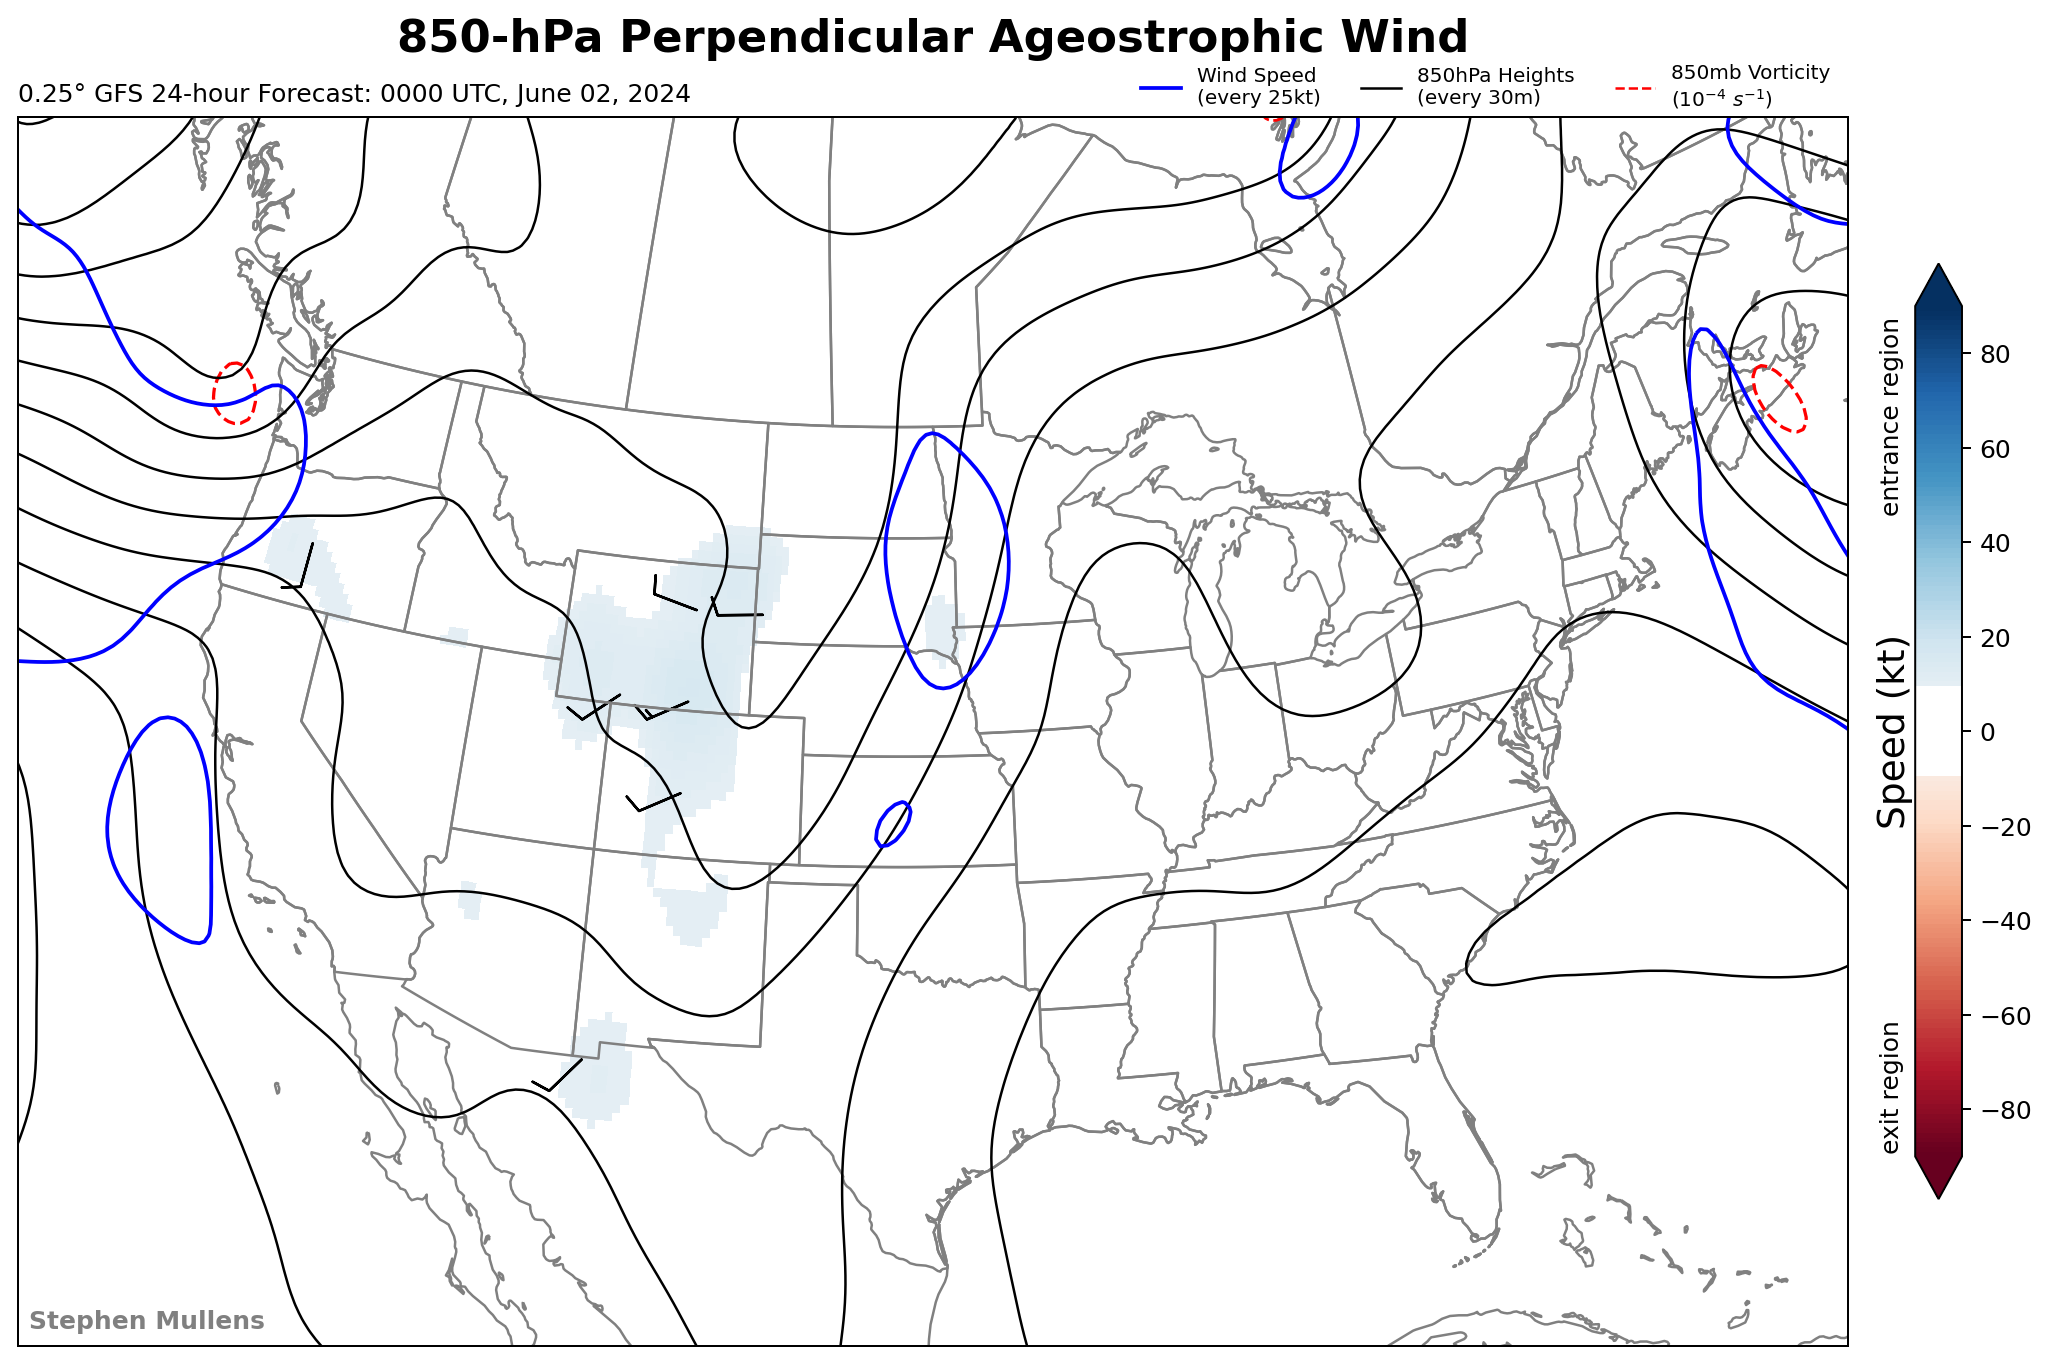 850-hPa Perpendicular Ageostrophic Wind
0.25° GFS 24-hour Forecast: 0000 UTC, June 02, 2024
Wind Speed
(every 25kt)
850hPa Heights
(every 30m)
850mb Vorticity
(10⁻⁴ s⁻¹)
entrance region
Speed (kt)
exit region
80
60
40
20
0
−20
−40
−60
−80
Stephen Mullens